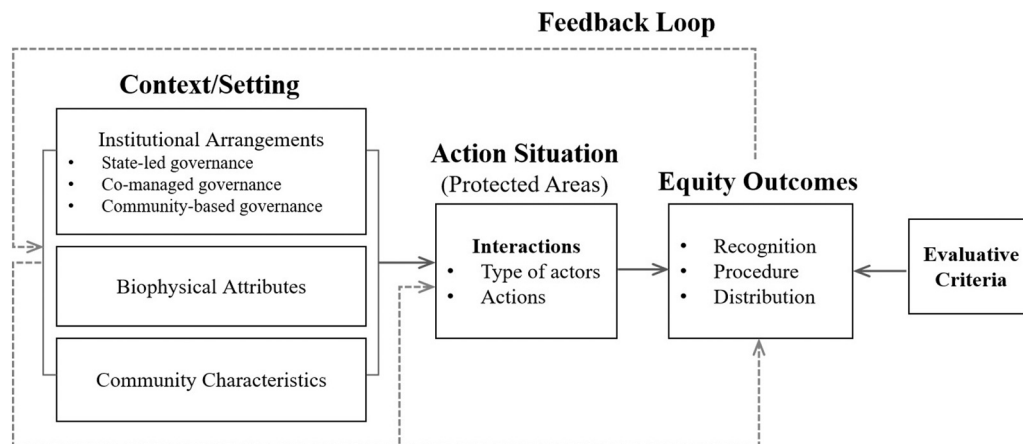 Feedback Loop
Context/Setting
Institutional Arrangements
• State-led governance
• Co-managed governance
• Community-based governance
Biophysical Attributes
Community Characteristics
Action Situation
(Protected Areas)
Interactions
• Type of actors
• Actions
Equity Outcomes
• Recognition
• Procedure
• Distribution
Evaluative
Criteria